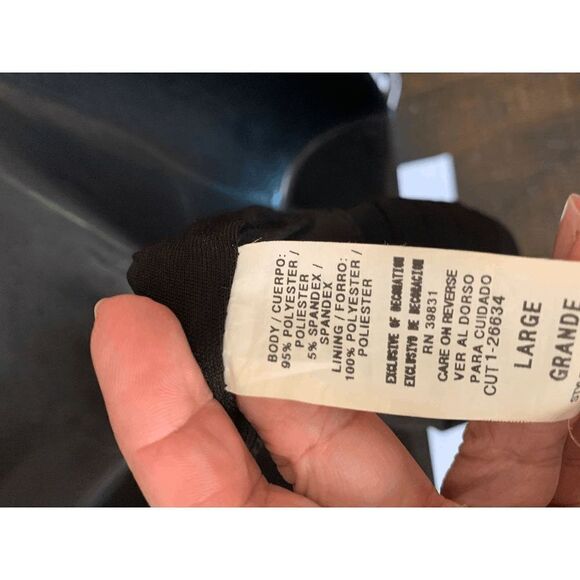 BODY / CUERPO:
95% POLYESTER /
POLIESTER
5% SPANDEX /
SPANDEX
LINING / FORRO:
100% POLYESTER /
POLIESTER
EXCLUSIVE OF DECORATION
EXCLUSIVO DE DECORACION
RN 39831
CARE ON REVERSE
VER AL DORSO
PARA CUIDADO
CUT1-26634
LARGE
GRANDE